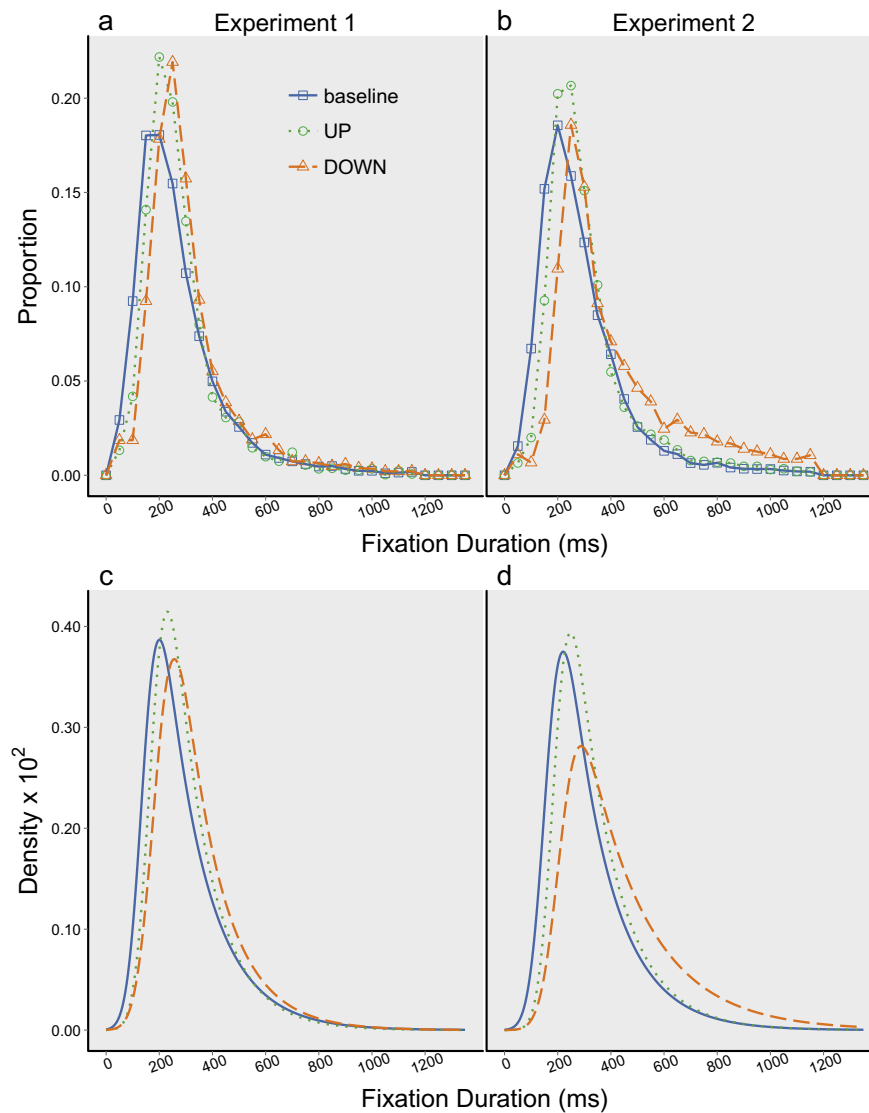 a Experiment 1 b Experiment 2
baseline
UP
DOWN
Proportion
0.20
0.15
0.10
0.05
0.00
0 200 400 600 800 1000 1200 0 200 400 600 800 1000 1200
Fixation Duration (ms)
c d
Density x 10²
0.40
0.30
0.20
0.10
0.00
0 200 400 600 800 1000 1200 0 200 400 600 800 1000 1200
Fixation Duration (ms)